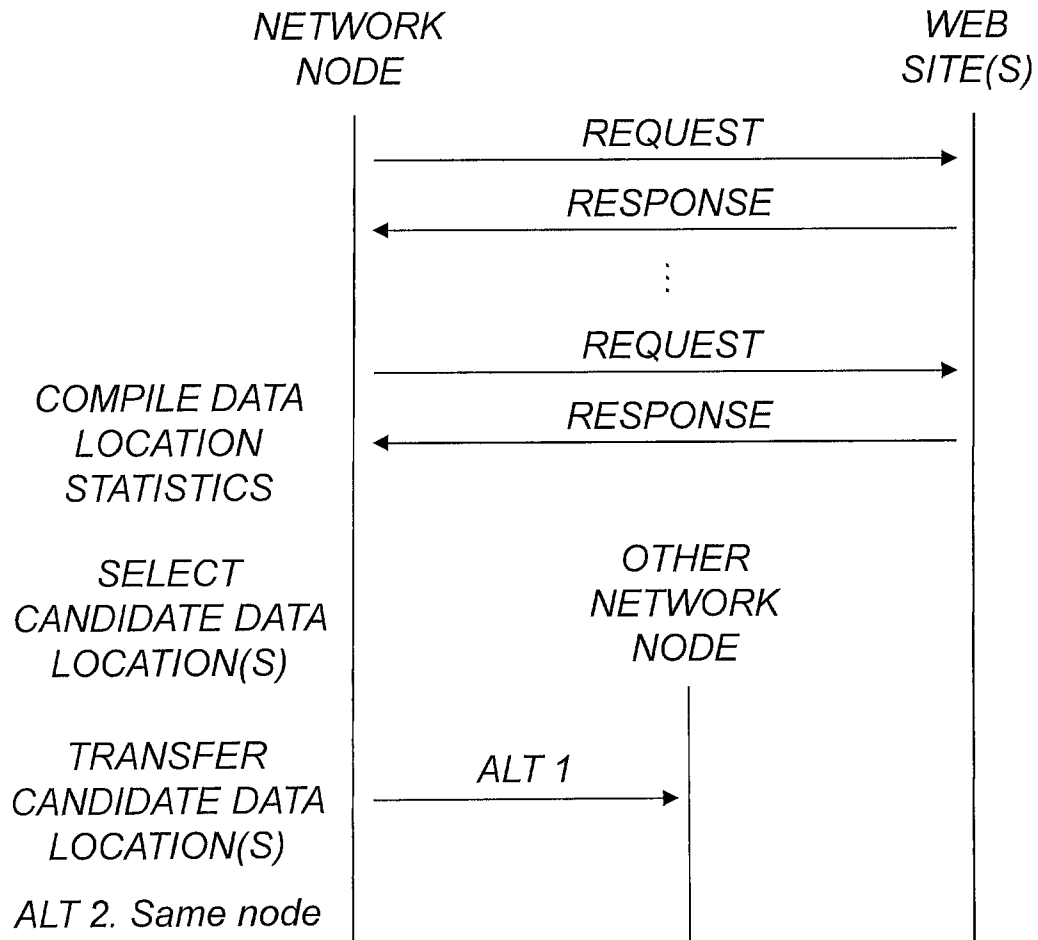 NETWORK
NODE
WEB
SITE(S)
REQUEST
RESPONSE
⋮
REQUEST
RESPONSE
COMPILE DATA
LOCATION
STATISTICS
SELECT
CANDIDATE DATA
LOCATION(S)
OTHER
NETWORK
NODE
TRANSFER
CANDIDATE DATA
LOCATION(S)
ALT 1
ALT 2. Same node